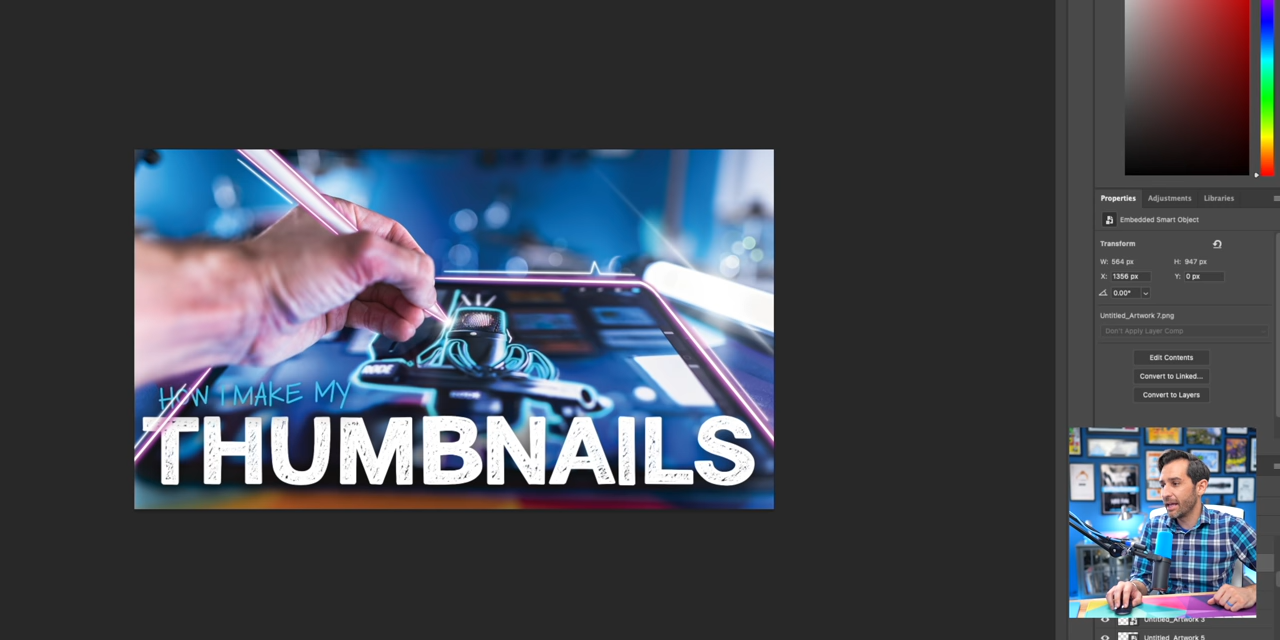 Properties Adjustments Libraries
Embedded Smart Object
Transform
W: 564 px H: 947 px
X: 1356 px Y: 0 px
0.00°
Untitled_Artwork 7.png
Don't Apply Layer Comp
Edit Contents
Convert to Linked...
Convert to Layers
RODE
HOW I MAKE MY
THUMBNAILS
Untitled_Artwork 3
Untitled_Artwork 5